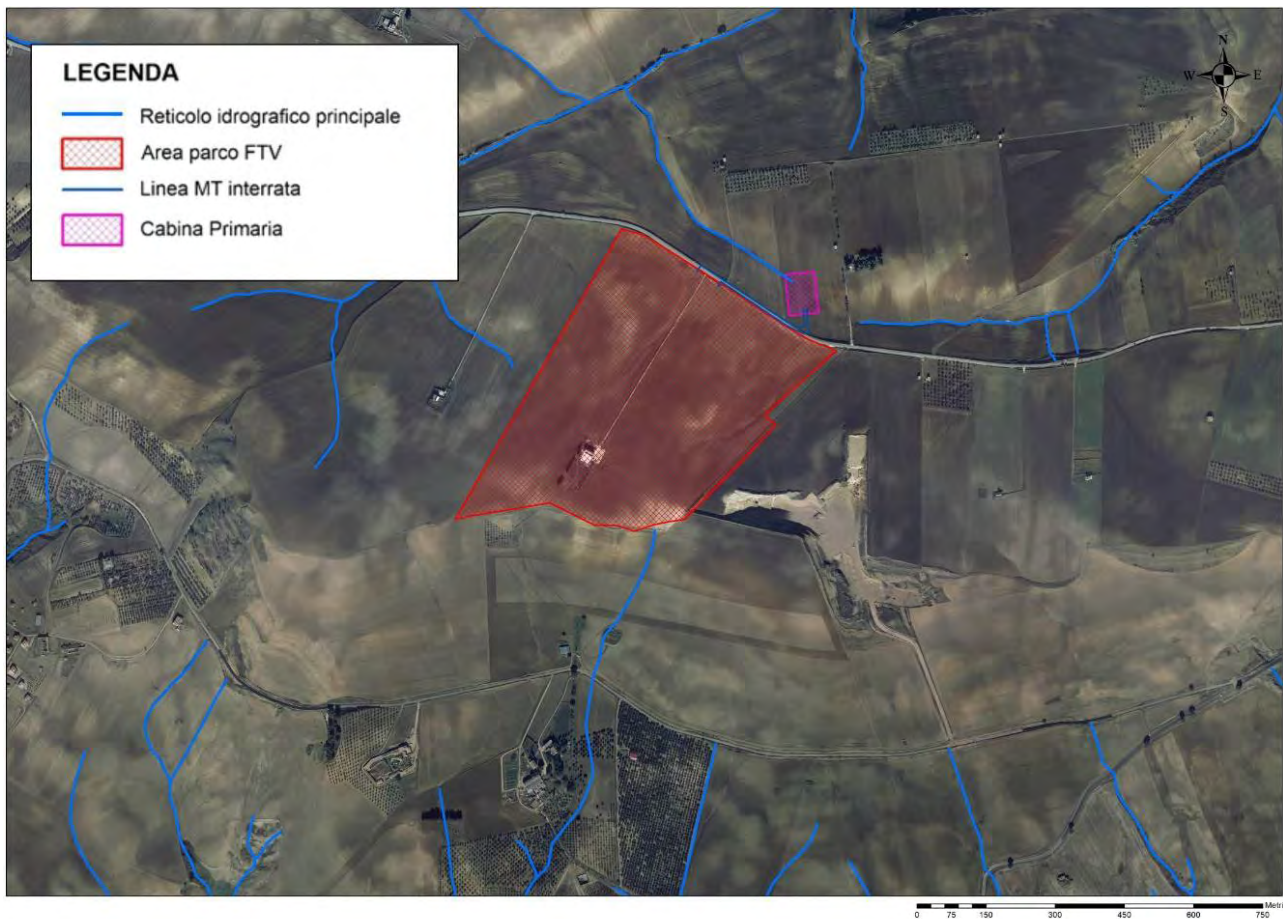 LEGENDA
Reticolo idrografico principale
Area parco FTV
Linea MT interrata
Cabina Primaria
N
W E
S
0 75 150 300 450 600 750
Metri